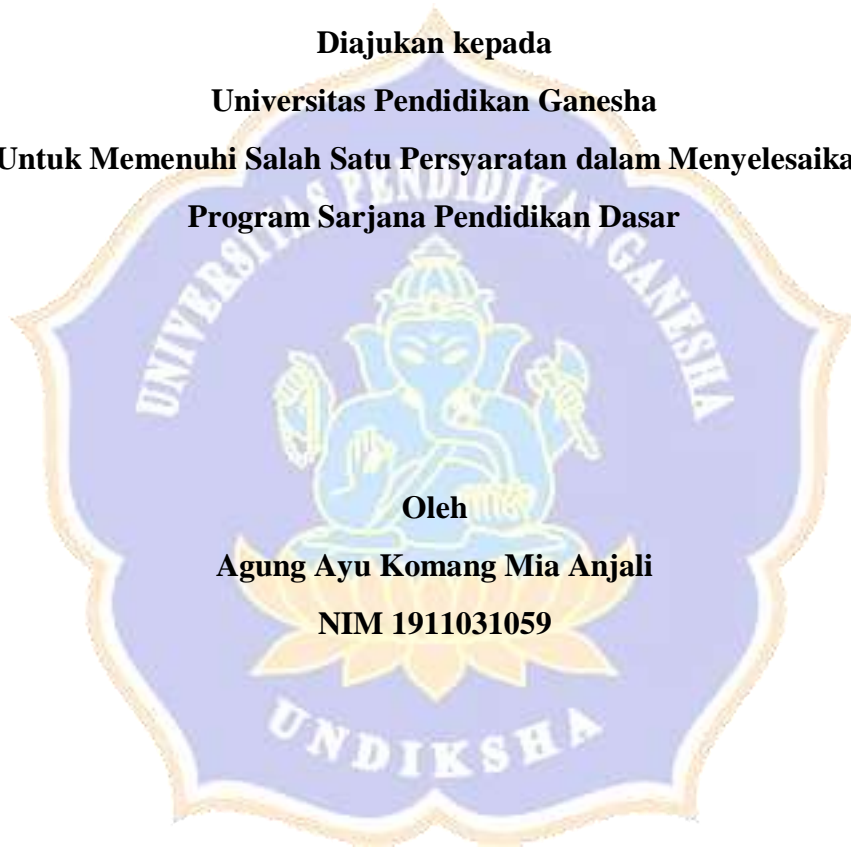 Diajukan kepada
Universitas Pendidikan Ganesha
Untuk Memenuhi Salah Satu Persyaratan dalam
Program Sarjana Pendidikan Dasar
UNIVERSITAS PENDIDIKAN GANESHA
Oleh
Agung Ayu Komang Mia Anjali
NIM 1911031059
UNDIKSHA